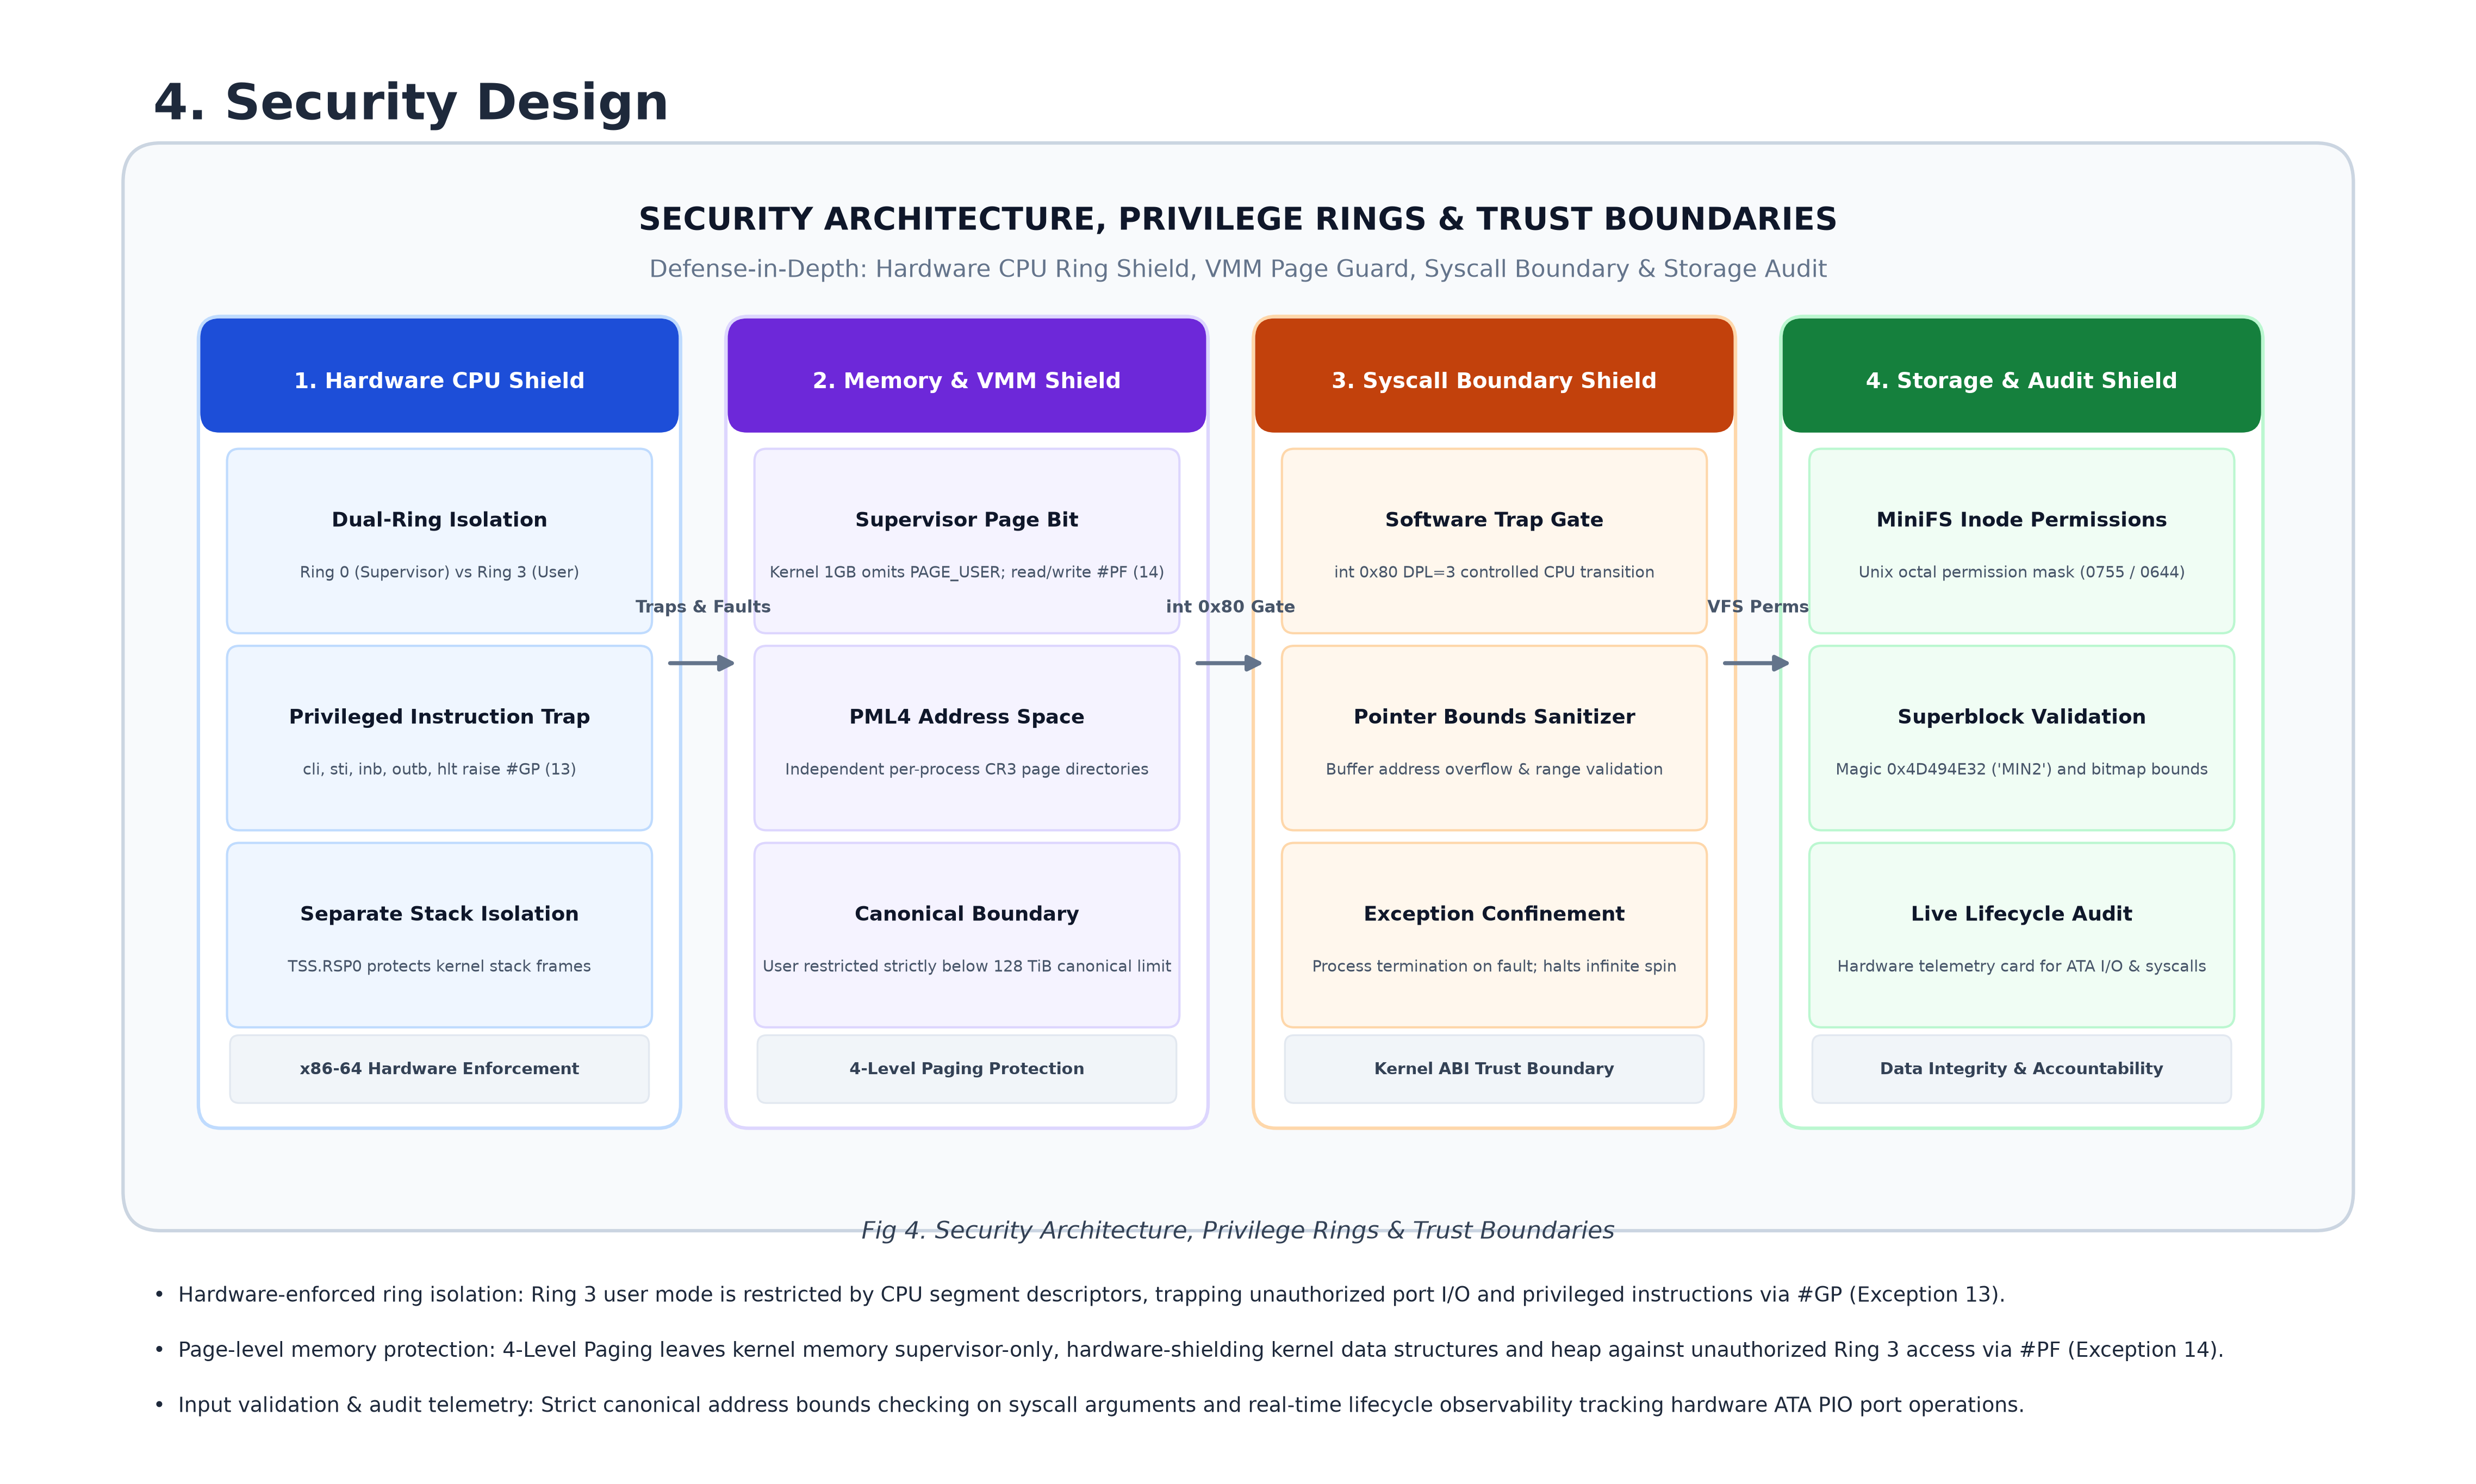 4. Security Design
SECURITY ARCHITECTURE, PRIVILEGE RINGS & TRUST BOUNDARIES
Defense-in-Depth: Hardware CPU Ring Shield, VMM Page Guard, Syscall Boundary & Storage Audit
1. Hardware CPU Shield
Dual-Ring Isolation
Ring 0 (Supervisor) vs Ring 3 (User)
Privileged Instruction Trap
cli, sti, inb, outb, hlt raise #GP (13)
Separate Stack Isolation
TSS.RSP0 protects kernel stack frames
x86-64 Hardware Enforcement
Traps & Faults
2. Memory & VMM Shield
Supervisor Page Bit
Kernel 1GB omits PAGE_USER; read/write #PF (14)
PML4 Address Space
Independent per-process CR3 page directories
Canonical Boundary
User restricted strictly below 128 TiB canonical limit
4-Level Paging Protection
int 0x80 Gate
3. Syscall Boundary Shield
Software Trap Gate
int 0x80 DPL=3 controlled CPU transition
Pointer Bounds Sanitizer
Buffer address overflow & range validation
Exception Confinement
Process termination on fault; halts infinite spin
Kernel ABI Trust Boundary
VFS Perms
4. Storage & Audit Shield
MiniFS Inode Permissions
Unix octal permission mask (0755 / 0644)
Superblock Validation
Magic 0x4D494E32 ('MIN2') and bitmap bounds
Live Lifecycle Audit
Hardware telemetry card for ATA I/O & syscalls
Data Integrity & Accountability
Fig 4. Security Architecture, Privilege Rings & Trust Boundaries
• Hardware-enforced ring isolation: Ring 3 user mode is restricted by CPU segment descriptors, trapping unauthorized port I/O and privileged instructions via #GP (Exception 13).
• Page-level memory protection: 4-Level Paging leaves kernel memory supervisor-only, hardware-shielding kernel data structures and heap against unauthorized Ring 3 access via #PF (Exception 14).
• Input validation & audit telemetry: Strict canonical address bounds checking on syscall arguments and real-time lifecycle observability tracking hardware ATA PIO port operations.